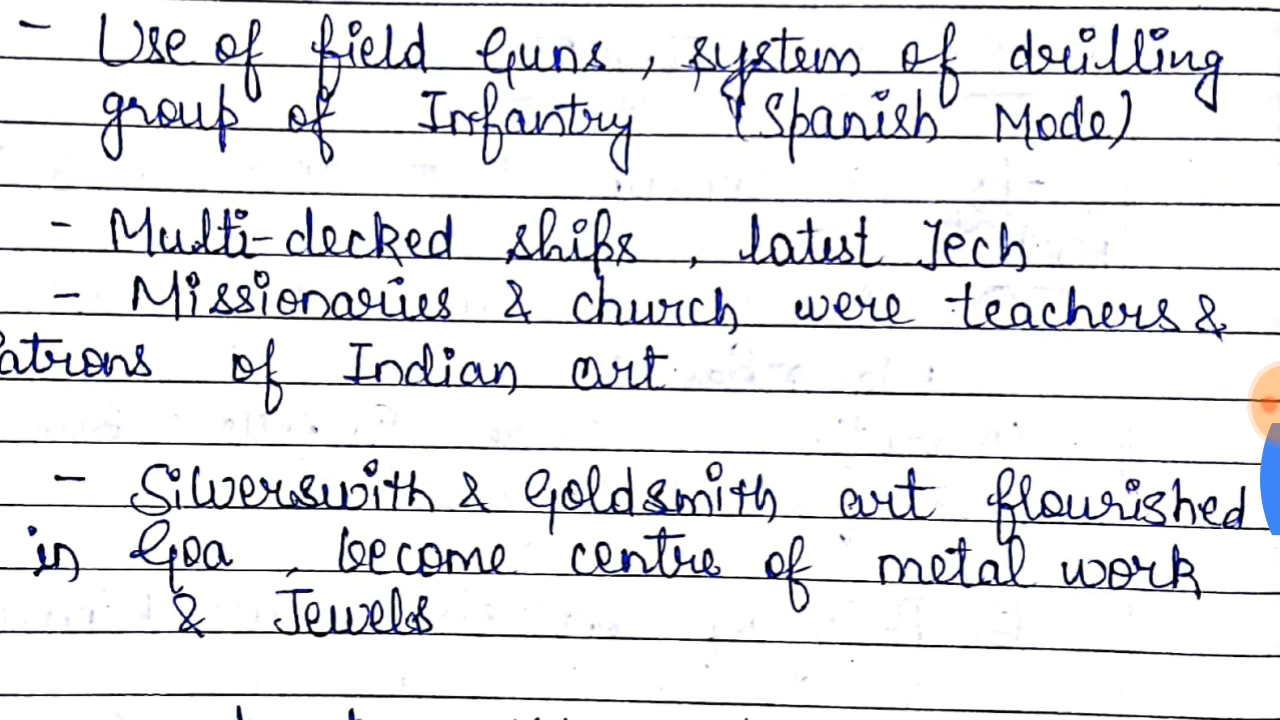 - Use of field Guns, system of drilling
group of Infantry (Spanish Mode)
- Multi-decked ships, latest Tech
- Missionaries & church were teachers &
atrons of Indian art
- Silverswith & Goldsmith art flourished
in Goa, become centre of metal work
& Jewels